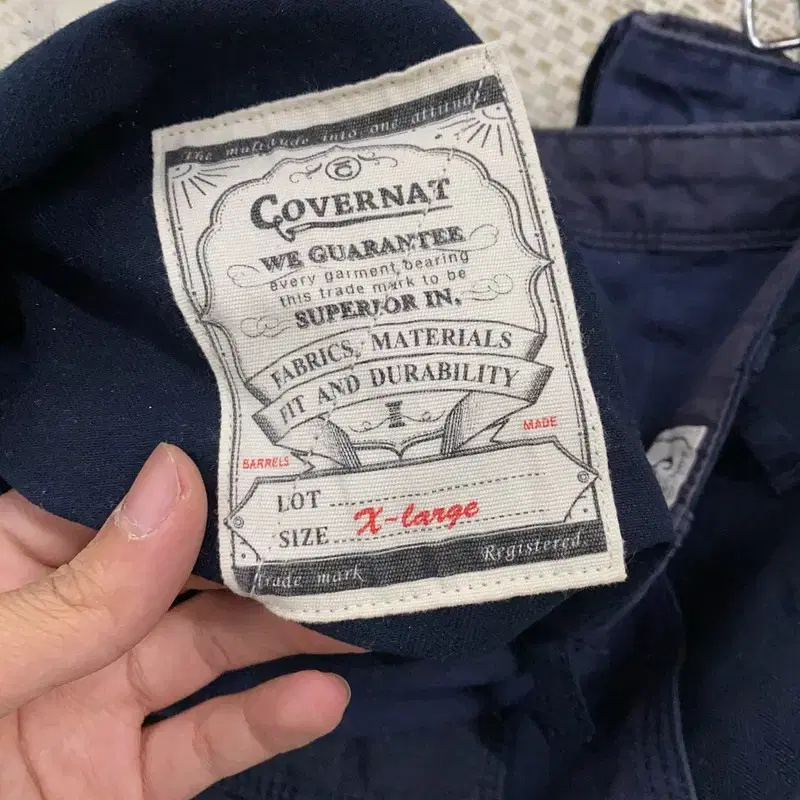 The multitude into our attitude
C
COVERNAT
WE GUARANTEE
every garment bearing
this trade mark to be
SUPERIOR IN.
FABRICS, MATERIALS
FIT AND DURABILITY
BARRELS MADE
LOT
SIZE X-large
Trade mark Registered.